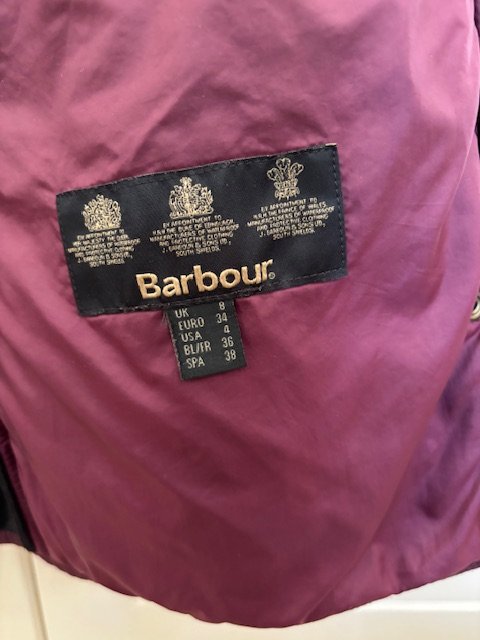 BY APPOINTMENT TO
HER MAJESTY THE QUEEN
MANUFACTURERS OF WATERPROOF
AND PROTECTIVE CLOTHING
J. BARBOUR & SONS LTD.
SOUTH SHIELDS.
BY APPOINTMENT TO
H.R.H. THE DUKE OF EDINBURGH
MANUFACTURERS OF WATERPROOF
AND PROTECTIVE CLOTHING
J. BARBOUR & SONS LTD.
SOUTH SHIELDS.
BY APPOINTMENT TO
H.R.H. THE PRINCE OF WALES
MANUFACTURERS OF WATERPROOF
AND PROTECTIVE CLOTHING
J. BARBOUR & SONS LTD.
SOUTH SHIELDS.
Barbour®
UK 8
EURO 34
USA 4
BL/FR 36
SPA 38